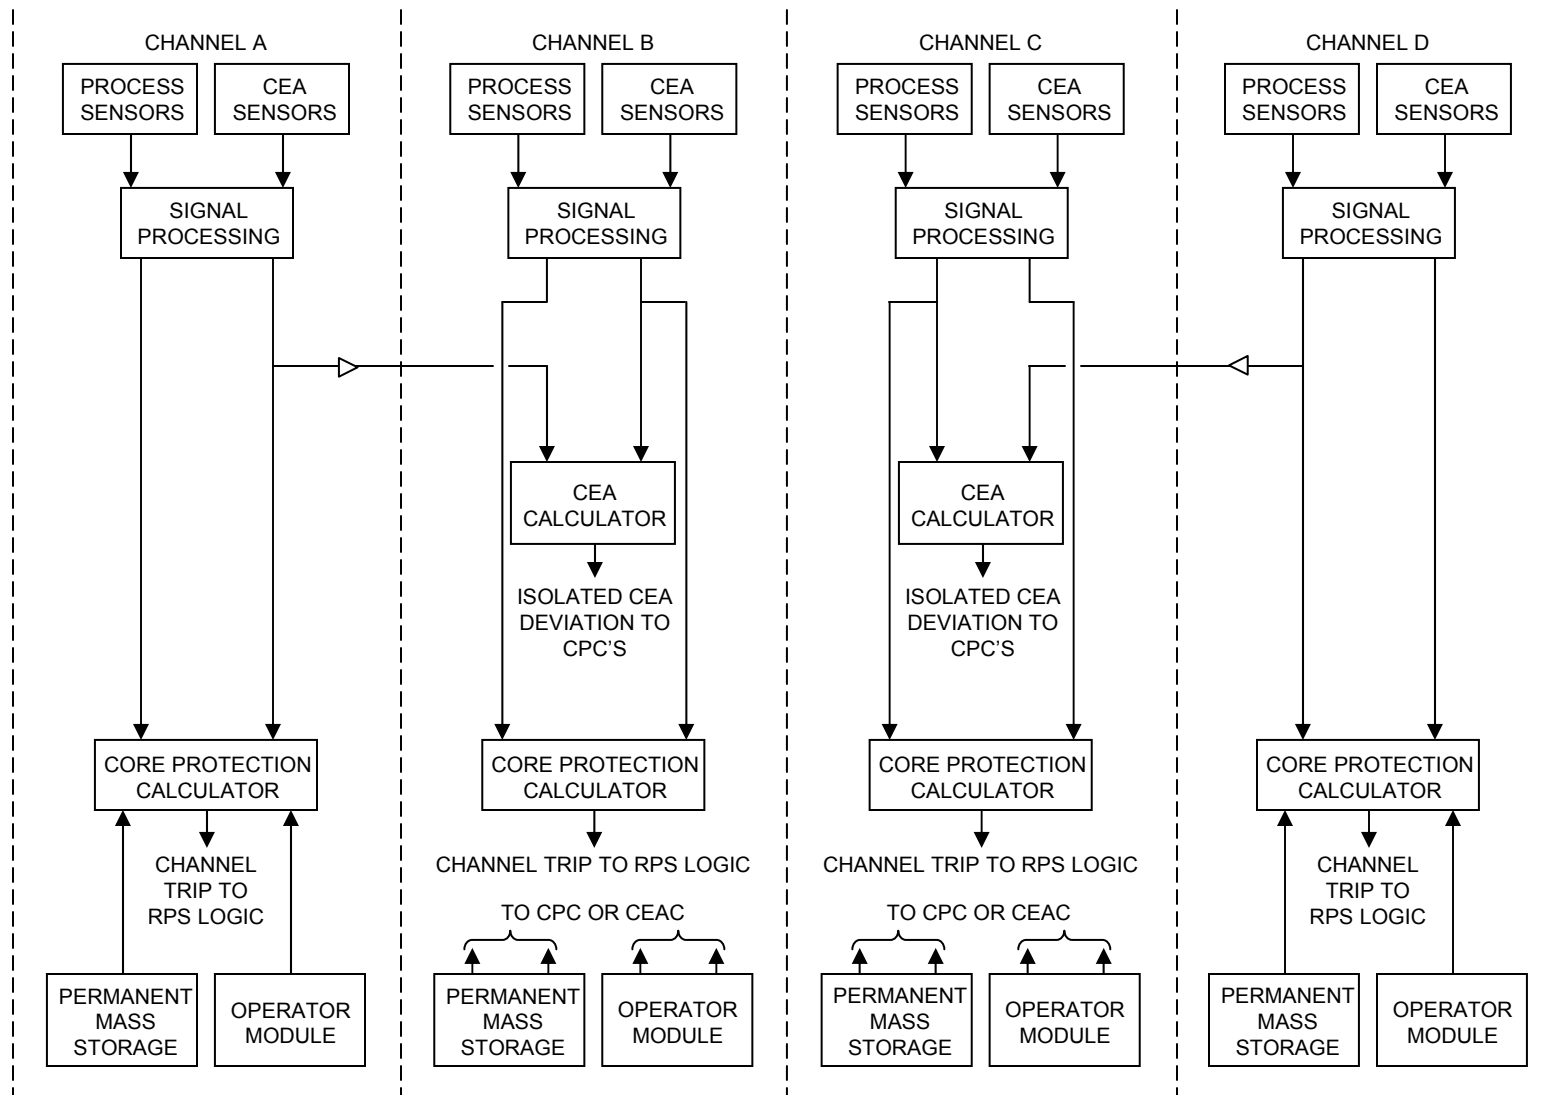 CHANNEL A
PROCESS
SENSORS
CEA
SENSORS
SIGNAL
PROCESSING
CORE PROTECTION
CALCULATOR
CHANNEL
TRIP TO
RPS LOGIC
PERMANENT
MASS
STORAGE
OPERATOR
MODULE
CHANNEL B
PROCESS
SENSORS
CEA
SENSORS
SIGNAL
PROCESSING
CEA
CALCULATOR
ISOLATED CEA
DEVIATION TO
CPC'S
CORE PROTECTION
CALCULATOR
CHANNEL TRIP TO RPS LOGIC
TO CPC OR CEAC
PERMANENT
MASS
STORAGE
OPERATOR
MODULE
CHANNEL C
PROCESS
SENSORS
CEA
SENSORS
SIGNAL
PROCESSING
CEA
CALCULATOR
ISOLATED CEA
DEVIATION TO
CPC'S
CORE PROTECTION
CALCULATOR
CHANNEL TRIP TO RPS LOGIC
TO CPC OR CEAC
PERMANENT
MASS
STORAGE
OPERATOR
MODULE
CHANNEL D
PROCESS
SENSORS
CEA
SENSORS
SIGNAL
PROCESSING
CORE PROTECTION
CALCULATOR
CHANNEL
TRIP TO
RPS LOGIC
PERMANENT
MASS
STORAGE
OPERATOR
MODULE